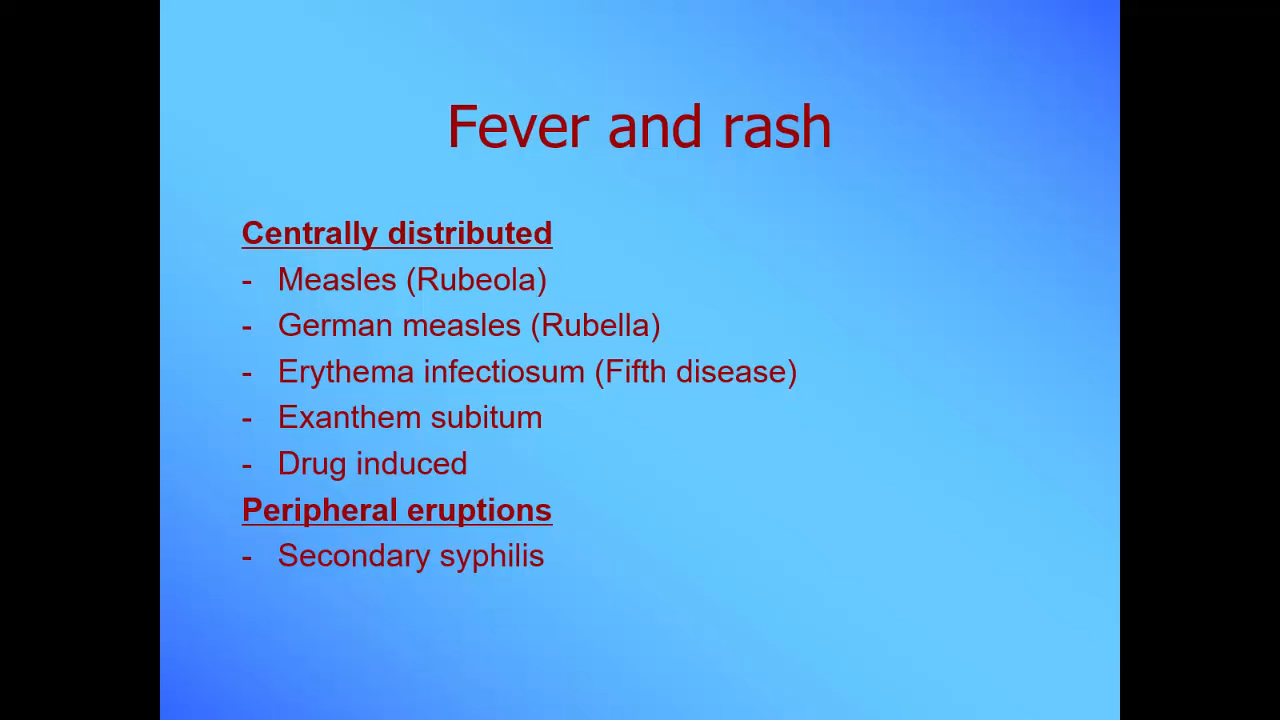 Fever and rash
Centrally distributed
- Measles (Rubeola)
- German measles (Rubella)
- Erythema infectiosum (Fifth disease)
- Exanthem subitum
- Drug induced
Peripheral eruptions
- Secondary syphilis